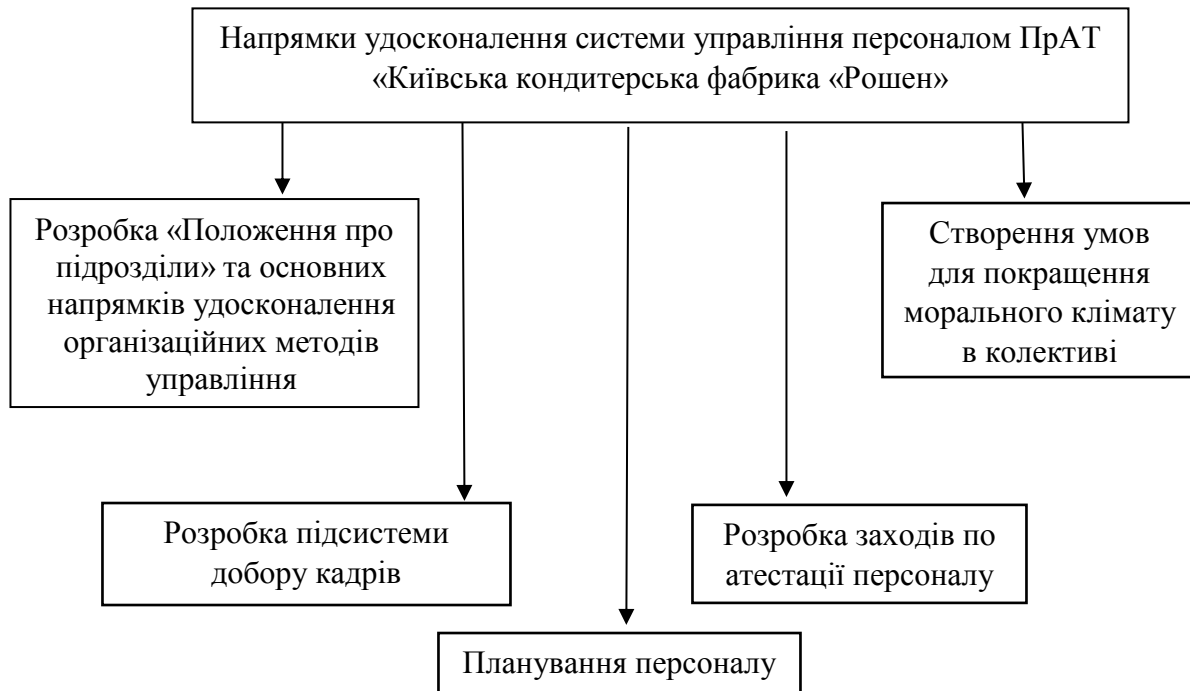 Напрямки удосконалення системи управління персоналом ПрАТ
«Київська кондитерська фабрика «Рошен»
Розробка «Положення про
підрозділи» та основних
напрямків удосконалення
організаційних методів
управління
Створення умов
для покращення
морального клімату
в колективі
Розробка підсистеми
добору кадрів
Розробка заходів по
атестації персоналу
Планування персоналу